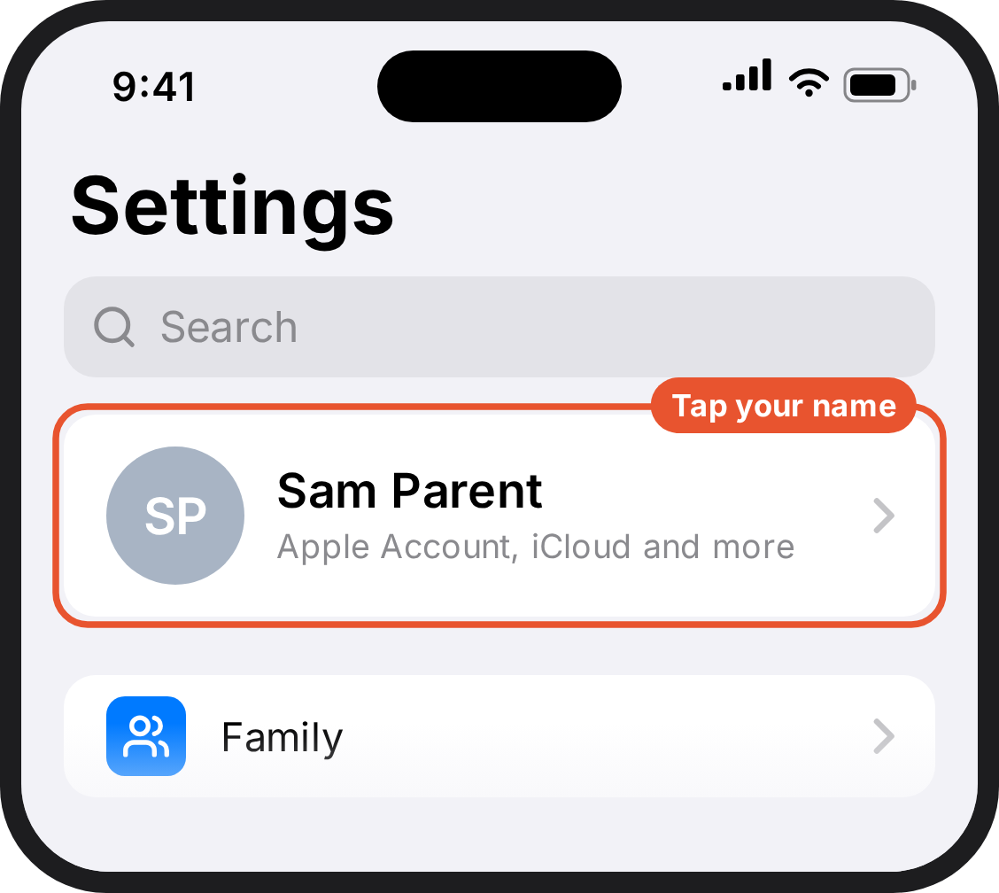 9:41
Settings
Search
Tap your name
SP
Sam Parent
Apple Account, iCloud and more
Family